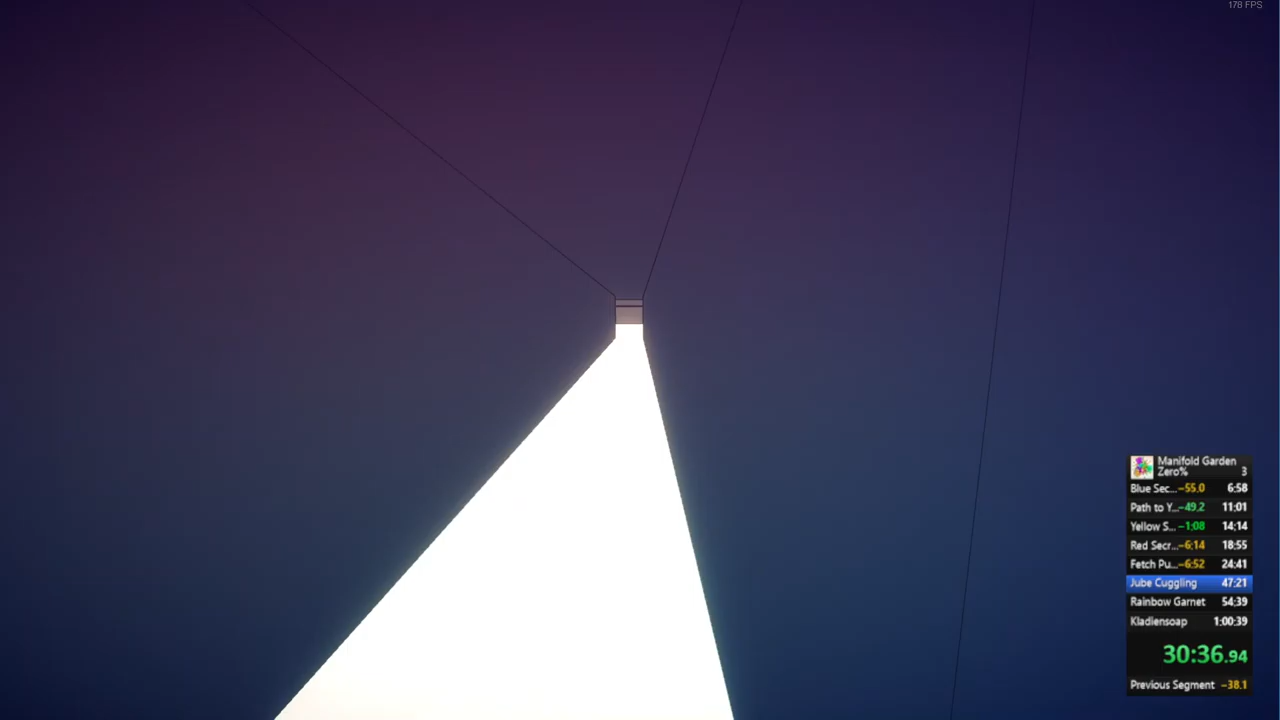 178 FPS
Manifold Garden
Zero% 3
Blue Sec... -55.0 6:58
Path to Y... -49.2 11:01
Yellow S... -1:08 14:14
Red Secr... -6:14 18:55
Fetch Pu... -6:52 24:41
Jube Cuggling 47:21
Rainbow Garnet 54:39
Kladiensoap 1:00:39
30:36.94
Previous Segment -38.1